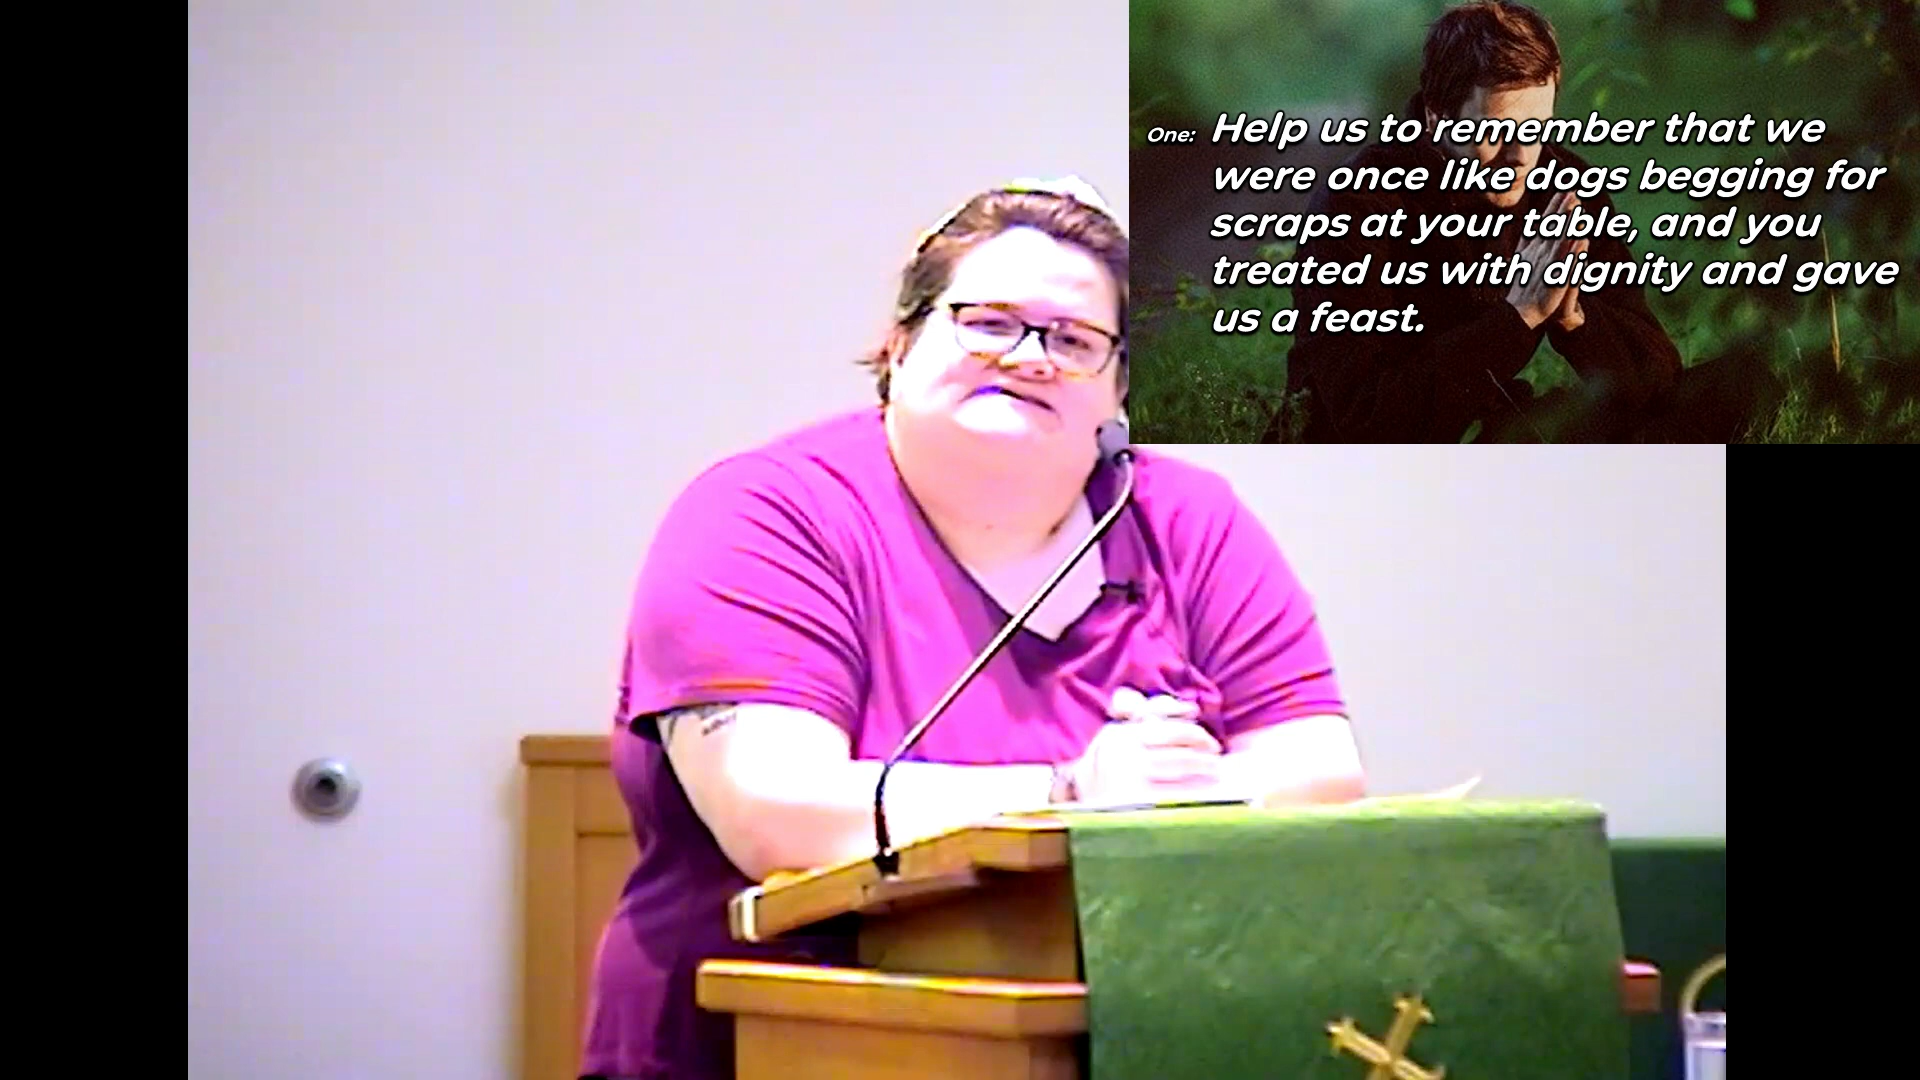 One: Help us to remember that we
were once like dogs begging for
scraps at your table, and you
treated us with dignity and gave
us a feast.